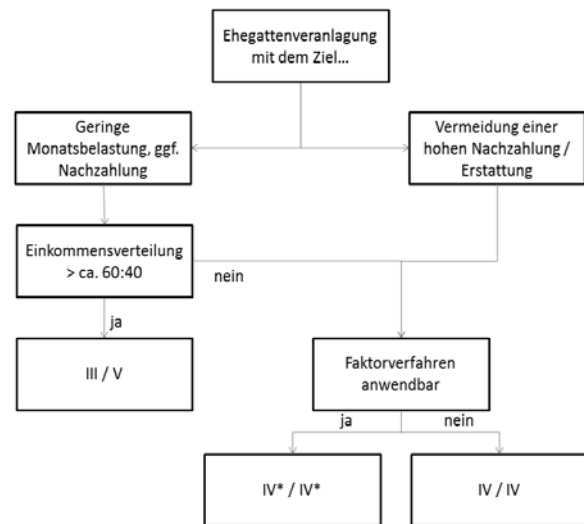 Ehegattenveranlagung
mit dem Ziel...
Geringe
Monatsbelastung, ggf.
Nachzahlung
Vermeidung einer
hohen Nachzahlung /
Erstattung
Einkommensverteilung
> ca. 60:40
nein
ja
III / V
Faktorverfahren
anwendbar
ja
nein
IV* / IV*
IV / IV